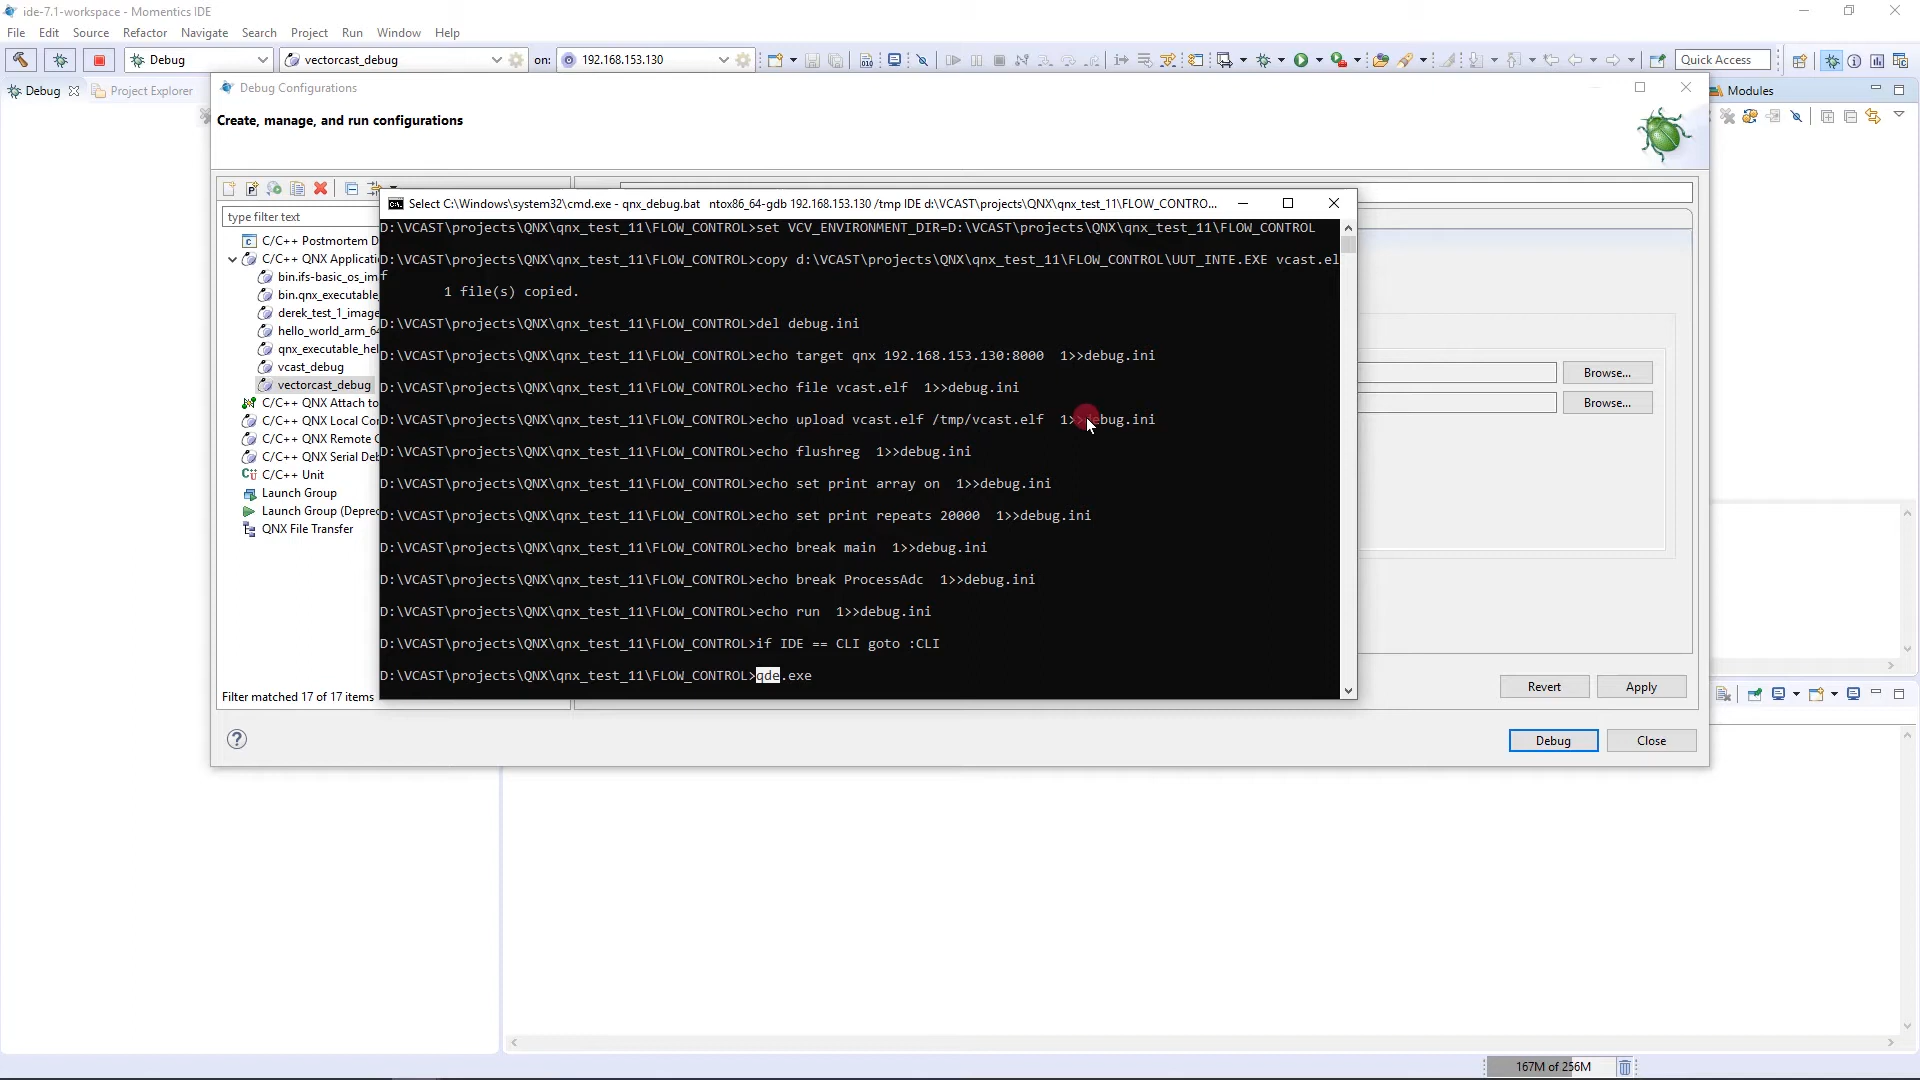 ide-7.1-workspace - Momentics IDE
File Edit Source Refactor Navigate Search Project Run Window Help
Debug
vectorcast_debug
on:
192.168.153.130
Quick Access
Debug
Project Explorer
Modules
Debug Configurations
Create, manage, and run configurations
type filter text
C/C++ Postmortem D
C/C++ QNX Applicati
bin.ifs-basic_os_im
bin.qnx_executable
derek_test_1_image
hello_world_arm_64
qnx_executable_hel
vcast_debug
vectorcast_debug
C/C++ QNX Attach to
C/C++ QNX Local Cor
C/C++ QNX Remote C
C/C++ QNX Serial Deb
C/C++ Unit
Launch Group
Launch Group (Deprec
QNX File Transfer
Filter matched 17 of 17 items
Select C:\Windows\system32\cmd.exe - qnx_debug.bat ntox86_64-gdb 192.168.153.130 /tmp IDE d:\VCAST\projects\QNX\qnx_test_11\FLOW_CONTRO...
D:\VCAST\projects\QNX\qnx_test_11\FLOW_CONTROL>set VCV_ENVIRONMENT_DIR=D:\VCAST\projects\QNX\qnx_test_11\FLOW_CONTROL
D:\VCAST\projects\QNX\qnx_test_11\FLOW_CONTROL>copy d:\VCAST\projects\QNX\qnx_test_11\FLOW_CONTROL\UUT_INTE.EXE vcast.el
f
1 file(s) copied.
D:\VCAST\projects\QNX\qnx_test_11\FLOW_CONTROL>del debug.ini
D:\VCAST\projects\QNX\qnx_test_11\FLOW_CONTROL>echo target qnx 192.168.153.130:8000 1>>debug.ini
D:\VCAST\projects\QNX\qnx_test_11\FLOW_CONTROL>echo file vcast.elf 1>>debug.ini
D:\VCAST\projects\QNX\qnx_test_11\FLOW_CONTROL>echo upload vcast.elf /tmp/vcast.elf 1>>debug.ini
D:\VCAST\projects\QNX\qnx_test_11\FLOW_CONTROL>echo flushreg 1>>debug.ini
D:\VCAST\projects\QNX\qnx_test_11\FLOW_CONTROL>echo set print array on 1>>debug.ini
D:\VCAST\projects\QNX\qnx_test_11\FLOW_CONTROL>echo set print repeats 20000 1>>debug.ini
D:\VCAST\projects\QNX\qnx_test_11\FLOW_CONTROL>echo break main 1>>debug.ini
D:\VCAST\projects\QNX\qnx_test_11\FLOW_CONTROL>echo break ProcessAdc 1>>debug.ini
D:\VCAST\projects\QNX\qnx_test_11\FLOW_CONTROL>echo run 1>>debug.ini
D:\VCAST\projects\QNX\qnx_test_11\FLOW_CONTROL>if IDE == CLI goto :CLI
D:\VCAST\projects\QNX\qnx_test_11\FLOW_CONTROL>qde.exe
Browse...
Browse...
Revert
Apply
Debug
Close
167M of 256M